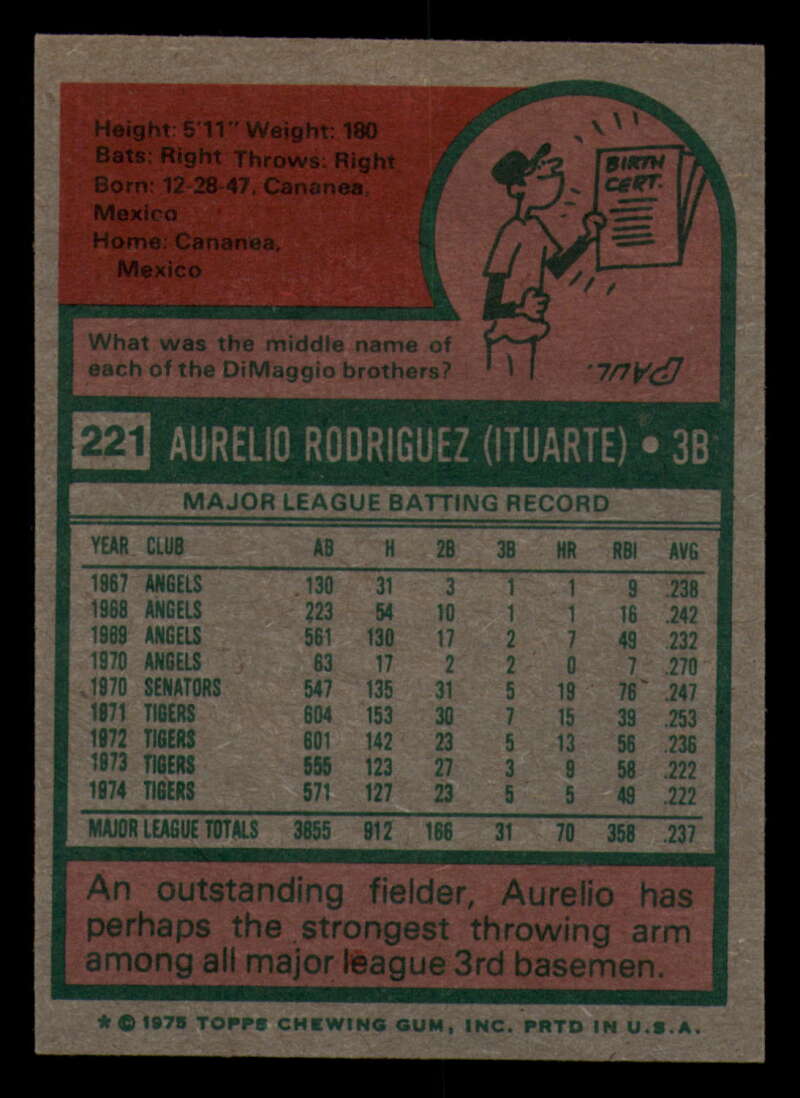 Height: 5'11" Weight: 180
Bats: Right Throws: Right
Born: 12-28-47, Cananea,
Mexico
Home: Cananea,
Mexico
BIRTH
CERT.
What was the middle name of
each of the DiMaggio brothers?
PAUL.
221 AURELIO RODRIGUEZ (ITUARTE) • 3B
MAJOR LEAGUE BATTING RECORD
YEAR CLUB AB H 2B 3B HR RBI AVG
1967 ANGELS 130 31 3 1 1 9 .238
1968 ANGELS 223 54 10 1 1 16 .242
1969 ANGELS 561 130 17 2 7 49 .232
1970 ANGELS 63 17 2 2 0 7 .270
1970 SENATORS 547 135 31 5 19 76 .247
1971 TIGERS 604 153 30 7 15 39 .253
1972 TIGERS 601 142 23 5 13 56 .236
1973 TIGERS 555 123 27 3 9 58 .222
1974 TIGERS 571 127 23 5 5 49 .222
MAJOR LEAGUE TOTALS 3855 912 166 31 70 358 .237
An outstanding fielder, Aurelio has
perhaps the strongest throwing arm
among all major league 3rd basemen.
* © 1975 TOPPS CHEWING GUM, INC. PRTD IN U.S.A.